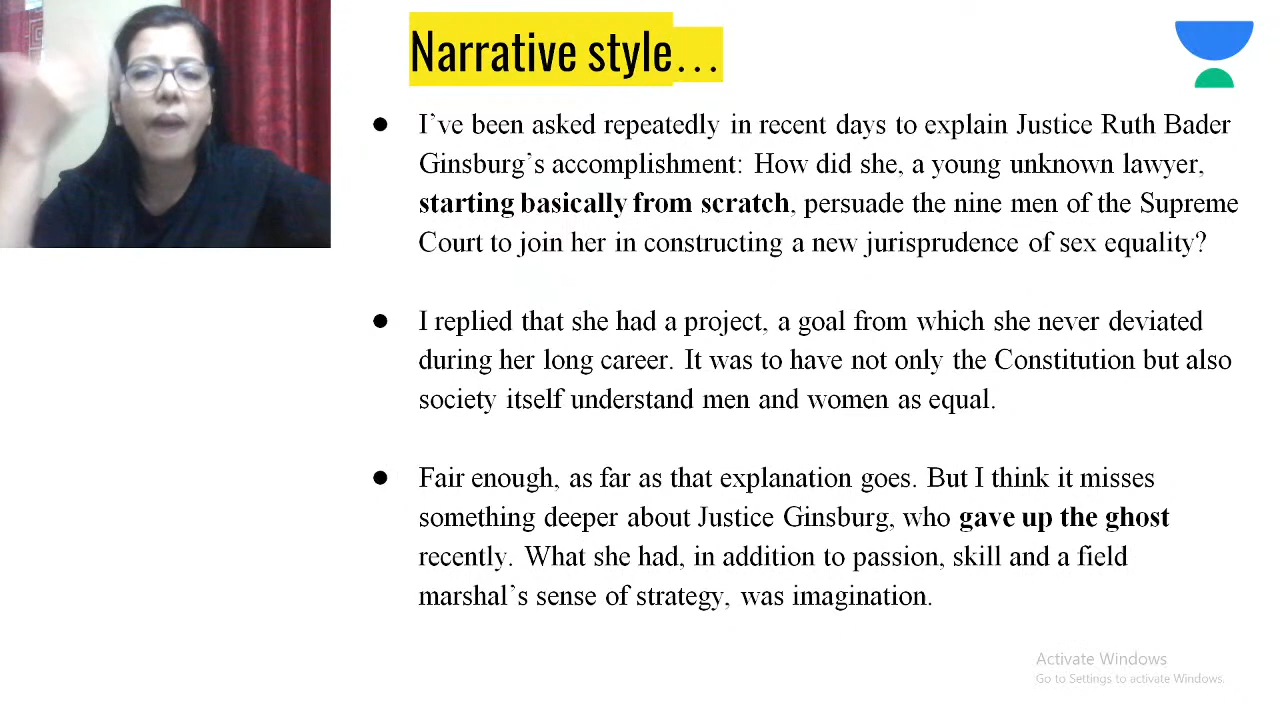 Narrative style...
● I've been asked repeatedly in recent days to explain Justice Ruth Bader
Ginsburg's accomplishment: How did she, a young unknown lawyer,
starting basically from scratch, persuade the nine men of the Supreme
Court to join her in constructing a new jurisprudence of sex equality?
● I replied that she had a project, a goal from which she never deviated
during her long career. It was to have not only the Constitution but also
society itself understand men and women as equal.
● Fair enough, as far as that explanation goes. But I think it misses
something deeper about Justice Ginsburg, who gave up the ghost
recently. What she had, in addition to passion, skill and a field
marshal's sense of strategy, was imagination.
Activate Windows
Go to Settings to activate Windows.